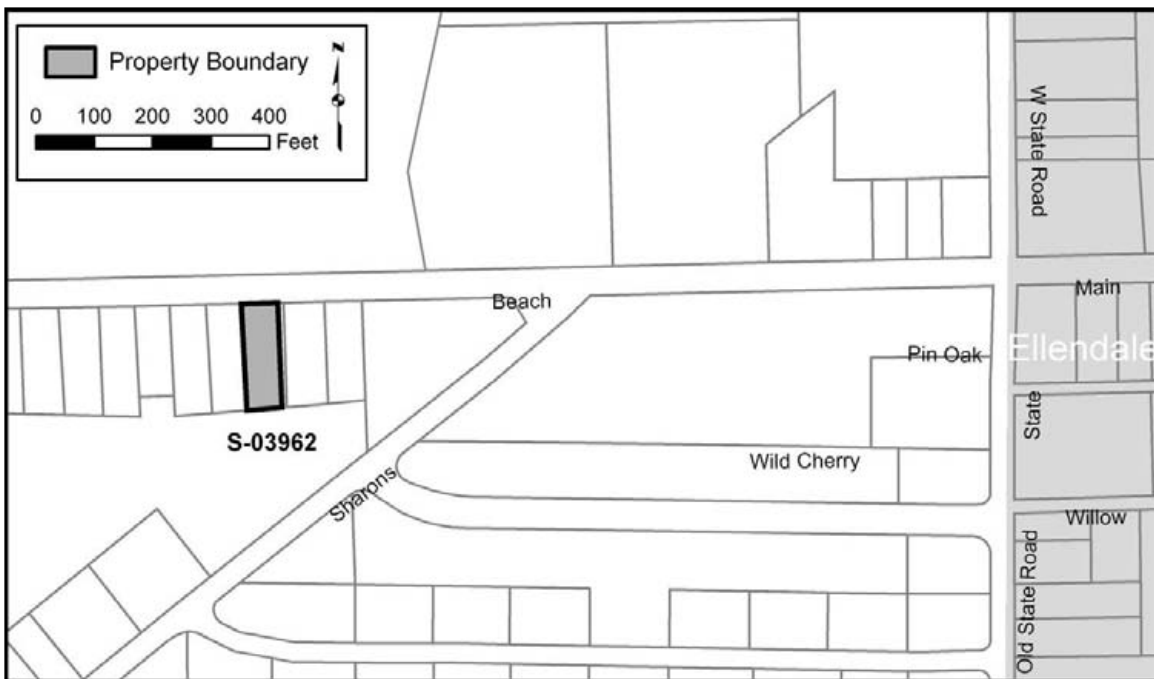 Property Boundary
N
0 100 200 300 400
Feet
W State Road
Beach
Main
Pin Oak
Ellendale
State
S-03962
Wild Cherry
Sharons
Willow
Old State Road